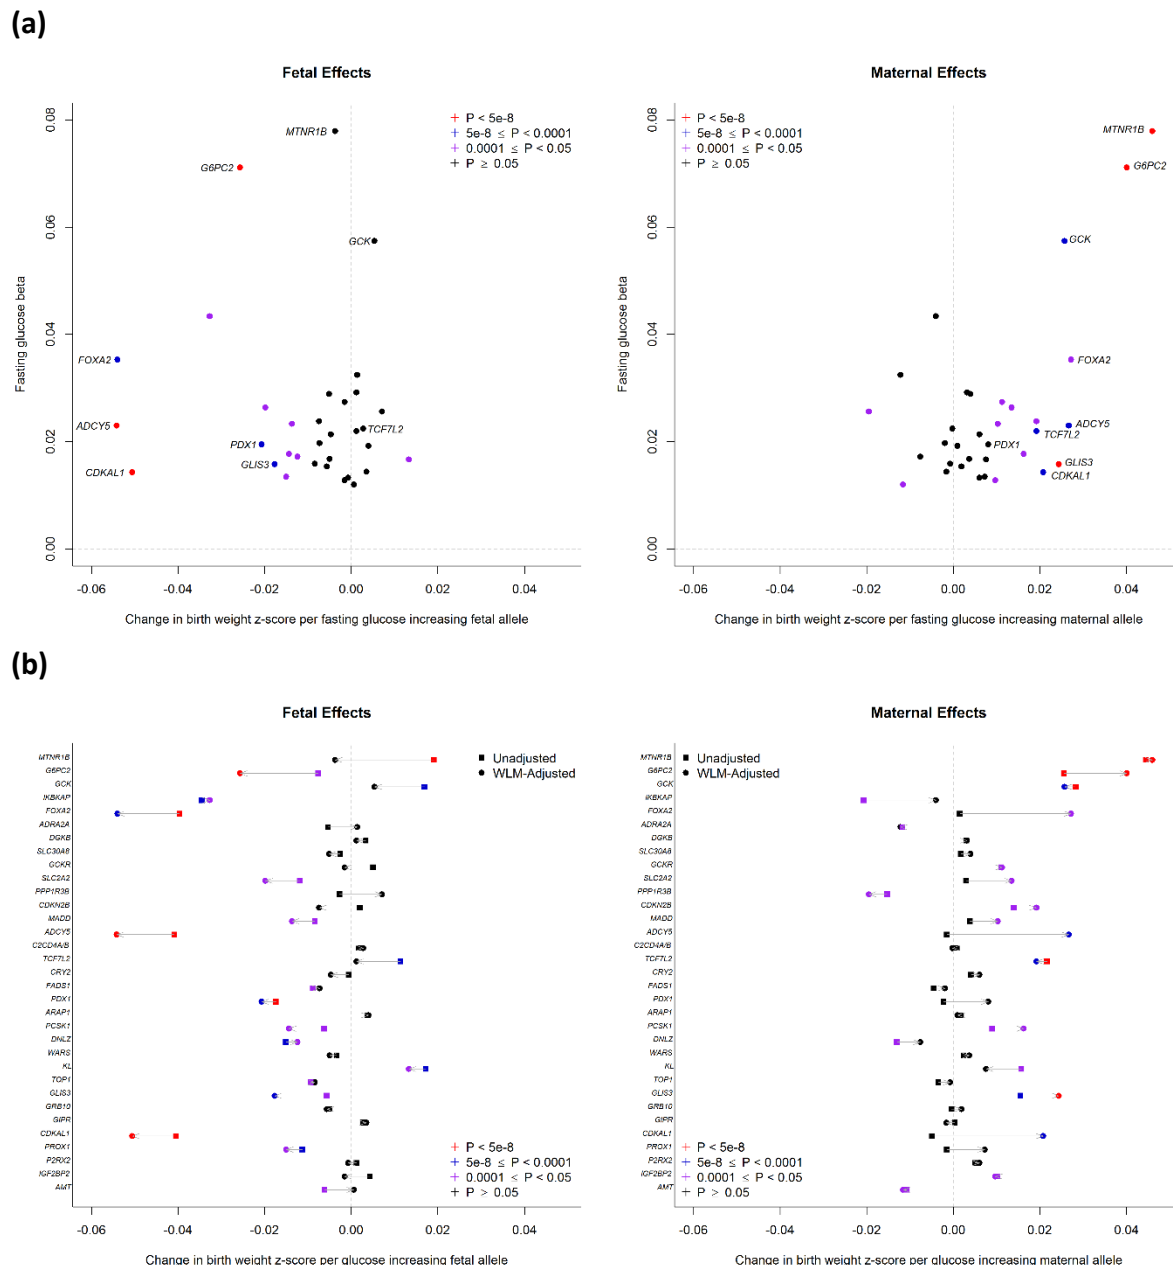 (a)
Fetal Effects
Maternal Effects
Fasting glucose beta
0.00
0.02
0.04
0.06
0.08
MTNR1B
G6PC2
GCK
FOXA2
ADCY5
TCF7L2
PDX1
GLIS3
CDKAL1
+ P < 5e-8
+ 5e-8 ≤ P < 0.0001
+ 0.0001 ≤ P < 0.05
+ P ≥ 0.05
-0.06 -0.04 -0.02 0.00 0.02 0.04
Change in birth weight z-score per fasting glucose increasing fetal allele
0.00
0.02
0.04
0.06
0.08
+ P < 5e-8
+ 5e-8 ≤ P < 0.0001
+ 0.0001 ≤ P < 0.05
+ P ≥ 0.05
MTNR1B
G6PC2
GCK
FOXA2
ADCY5
TCF7L2
PDX1
GLIS3
CDKAL1
-0.06 -0.04 -0.02 0.00 0.02 0.04
Change in birth weight z-score per fasting glucose increasing maternal allele
(b)
Fetal Effects
Maternal Effects
MTNR1B
G6PC2
GCK
IKBKAP
FOXA2
ADRA2A
DGKB
SLC30A8
GCKR
SLC2A2
PPP1R3B
CDKN2B
MADD
ADCY5
C2CD4A/B
TCF7L2
CRY2
FADS1
PDX1
ARAP1
PCSK1
DNLZ
WARS
KL
TOP1
GLIS3
GRB10
GIPR
CDKAL1
PROX1
P2RX2
IGF2BP2
AMT
Unadjusted
WLM-Adjusted
+ P < 5e-8
+ 5e-8 ≤ P < 0.0001
+ 0.0001 ≤ P < 0.05
+ P > 0.05
-0.06 -0.04 -0.02 0.00 0.02 0.04
Change in birth weight z-score per glucose increasing fetal allele
MTNR1B
G6PC2
GCK
IKBKAP
FOXA2
ADRA2A
DGKB
SLC30A8
GCKR
SLC2A2
PPP1R3B
CDKN2B
MADD
ADCY5
C2CD4A/B
TCF7L2
CRY2
FADS1
PDX1
ARAP1
PCSK1
DNLZ
WARS
KL
TOP1
GLIS3
GRB10
GIPR
CDKAL1
PROX1
P2RX2
IGF2BP2
AMT
Unadjusted
WLM-Adjusted
+ P < 5e-8
+ 5e-8 ≤ P < 0.0001
+ 0.0001 ≤ P < 0.05
+ P > 0.05
-0.06 -0.04 -0.02 0.00 0.02 0.04
Change in birth weight z-score per glucose increasing maternal allele